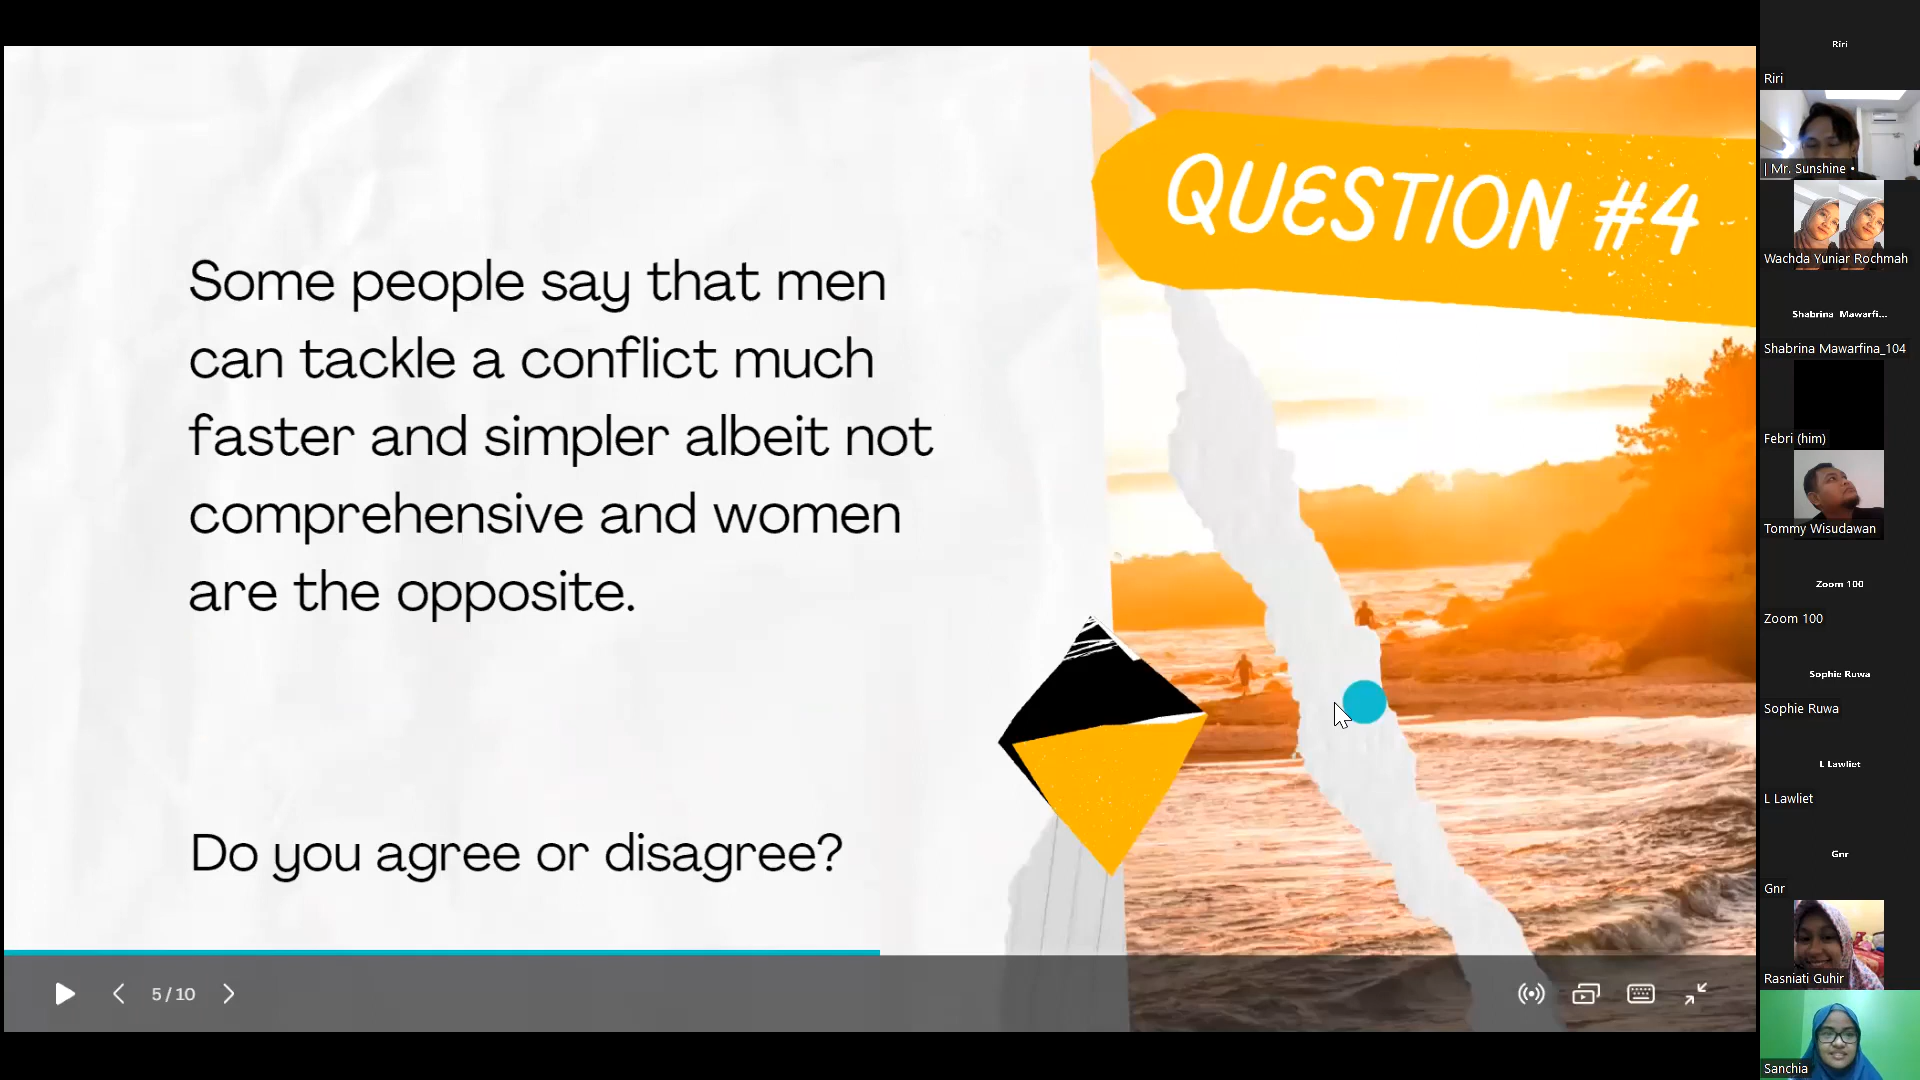 QUESTION #4
Some people say that men
can tackle a conflict much
faster and simpler albeit not
comprehensive and women
are the opposite.
Do you agree or disagree?
5 / 10
Riri
Riri
| Mr. Sunshine •
Wachda Yuniar Rochmah
Shabrina Mawarfi...
Shabrina Mawarfina_104
Febri (him)
Tommy Wisudawan
Zoom 100
Zoom 100
Sophie Ruwa
Sophie Ruwa
L Lawliet
L Lawliet
Gnr
Gnr
Rasniati Guhir
Sanchia